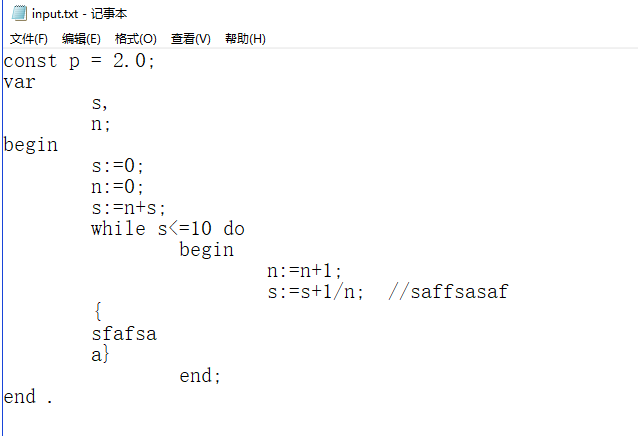 input.txt - 记事本
文件(F) 编辑(E) 格式(O) 查看(V) 帮助(H)
const p = 2.0;
var
s,
n;
begin
s:=0;
n:=0;
s:=n+s;
while s<=10 do
begin
n:=n+1;
s:=s+1/n; //saffsasaf
{
sfafsa
a}
end;
end .